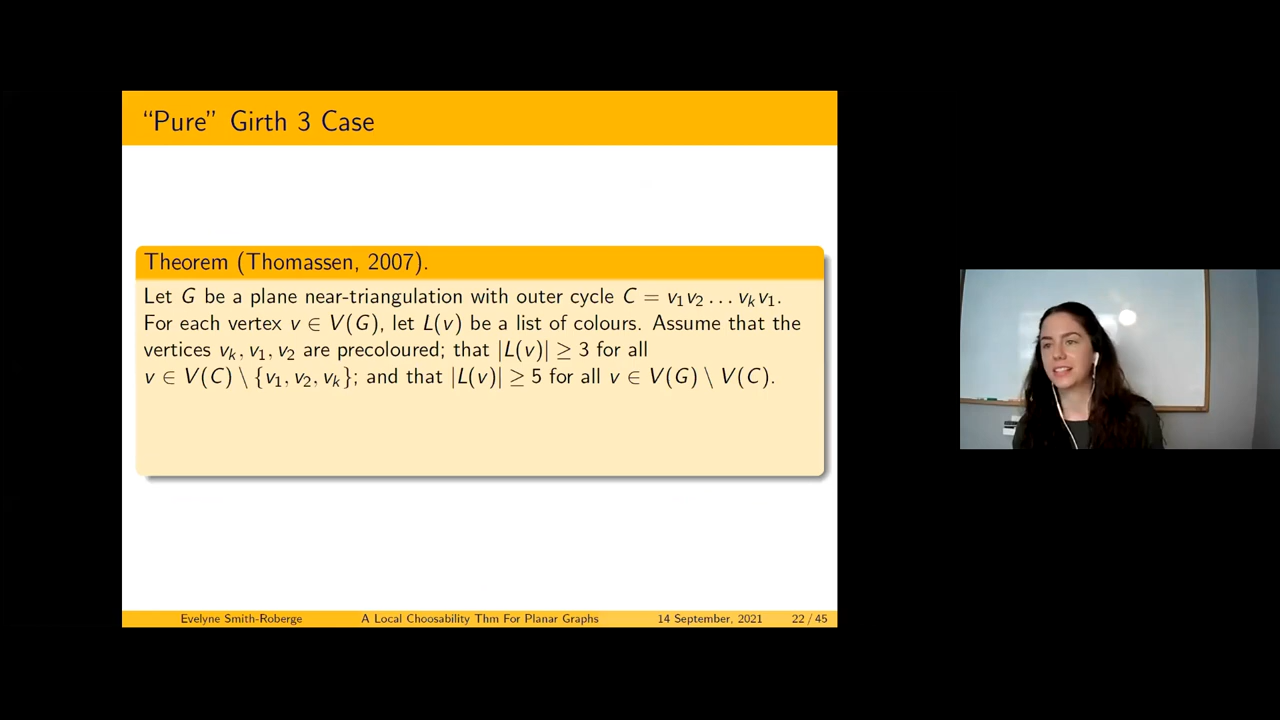 “Pure” Girth 3 Case
Theorem (Thomassen, 2007).
Let G be a plane near-triangulation with outer cycle C = v₁v₂ … vₖv₁.
For each vertex v ∈ V(G), let L(v) be a list of colours. Assume that the
vertices vₖ, v₁, v₂ are precoloured; that |L(v)| ≥ 3 for all
v ∈ V(C) \ {v₁, v₂, vₖ}; and that |L(v)| ≥ 5 for all v ∈ V(G) \ V(C).
Evelyne Smith-Roberge A Local Choosability Thm For Planar Graphs 14 September, 2021 22 / 45